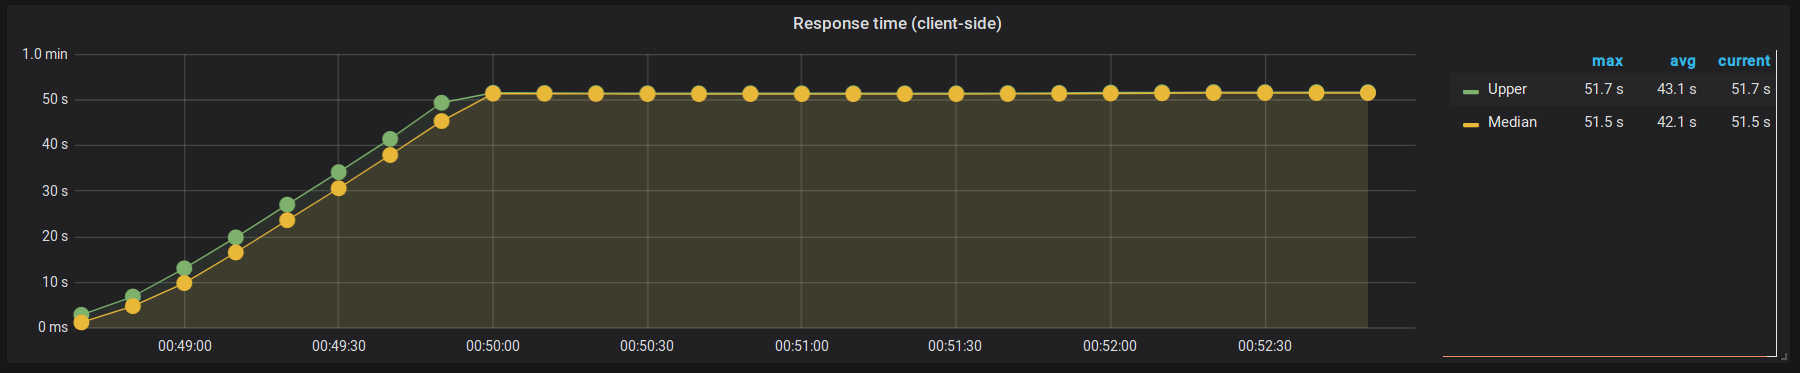 Response time (client-side)
1.0 min
50 s
40 s
30 s
20 s
10 s
0 ms
00:49:00 00:49:30 00:50:00 00:50:30 00:51:00 00:51:30 00:52:00 00:52:30
max avg current
Upper 51.7 s 43.1 s 51.7 s
Median 51.5 s 42.1 s 51.5 s